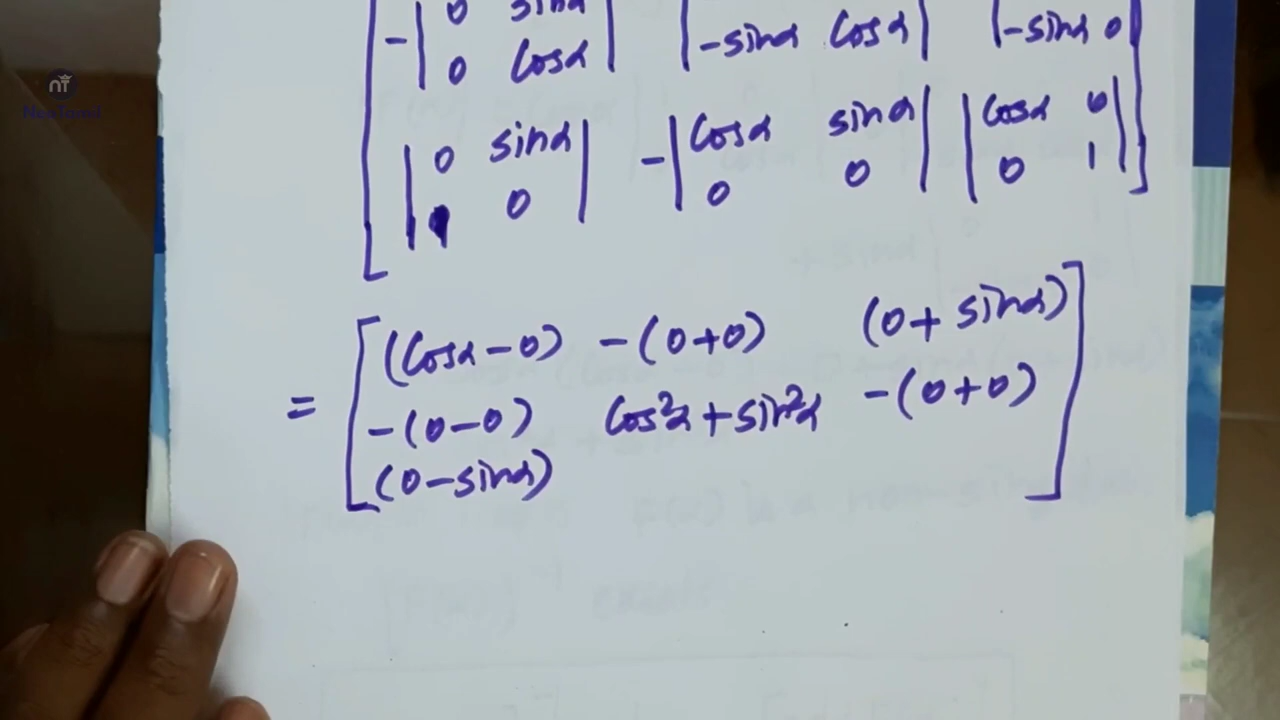 0 sinα
-| 0 cosα | |-sinα cosα| |-sinα 0|
| 0 sinα | -|cosα sinα| |cosα 0|
| 1 0 | | 0 0 | | 0 1 |
(cosα-0) -(0+0) (0+sinα)
= -(0-0) cos²α+sin²α -(0+0)
(0-sinα)